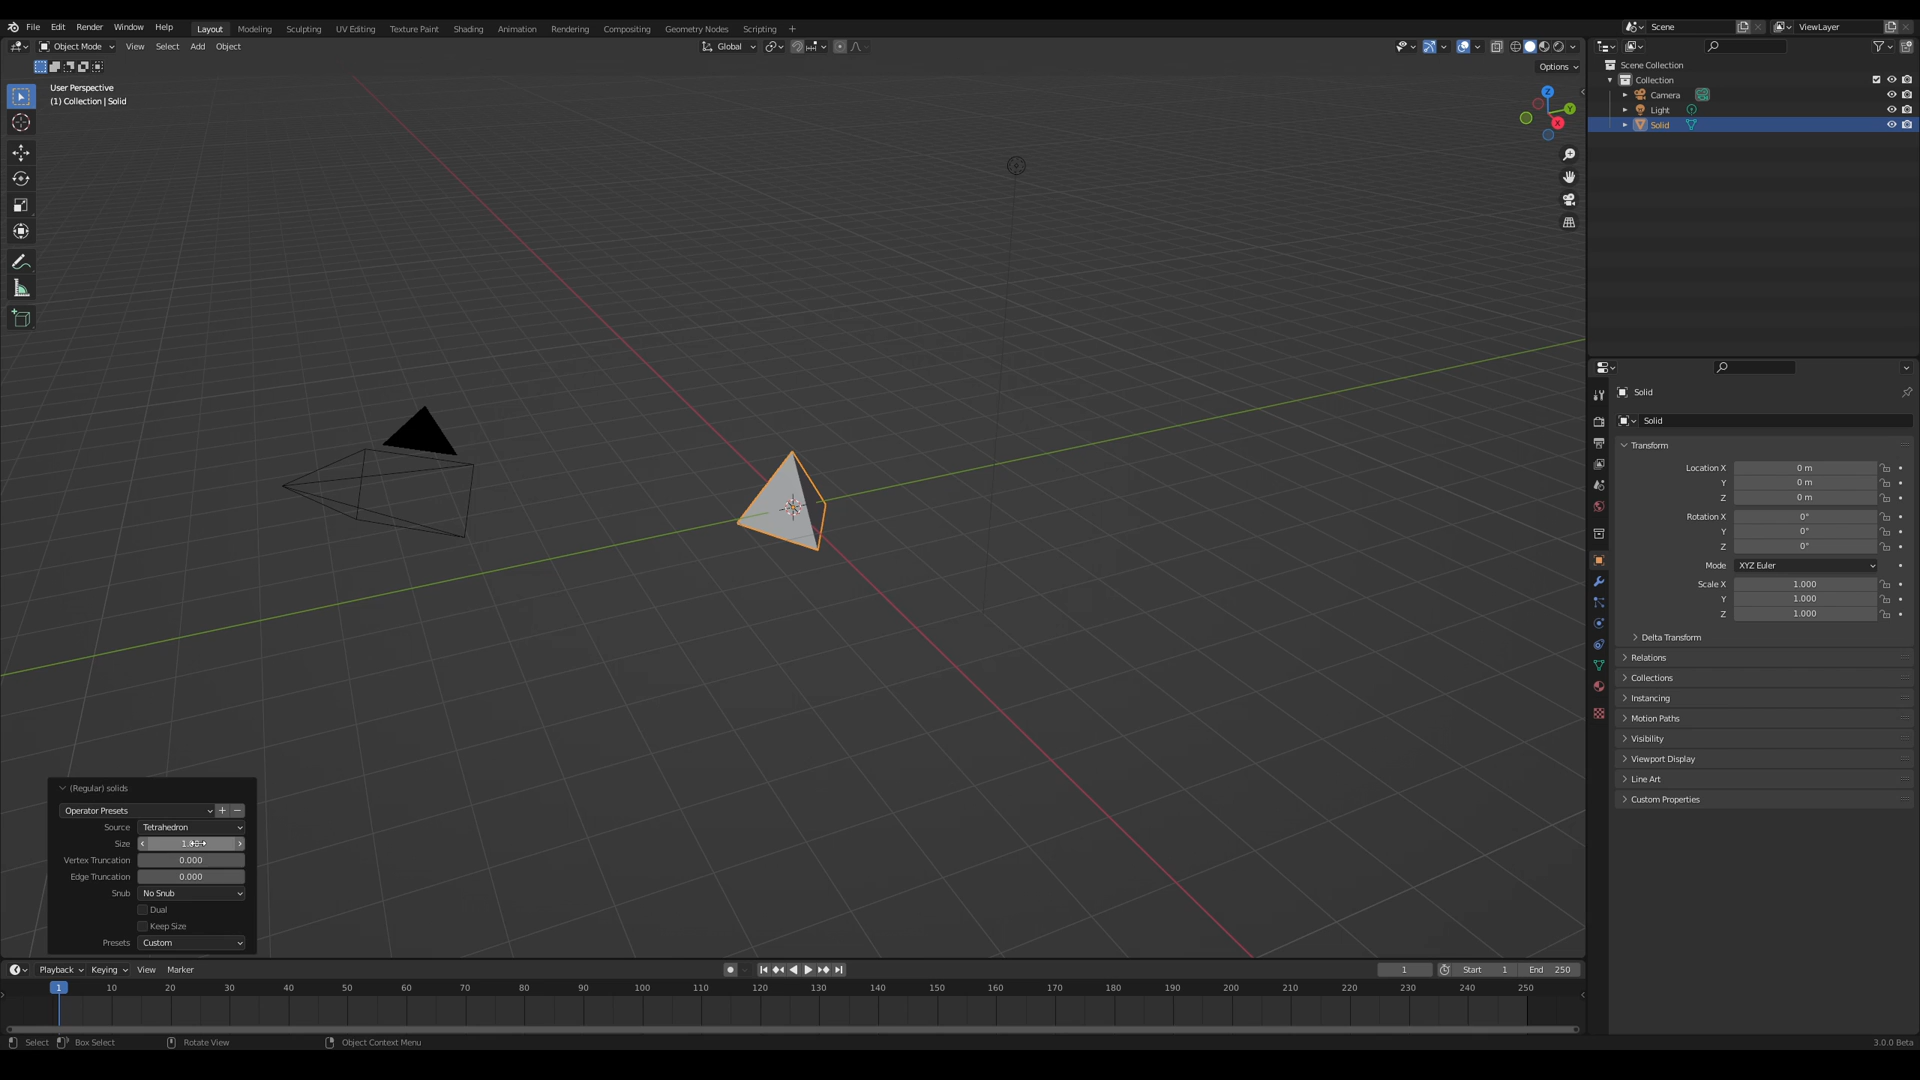 File Edit Render Window Help Layout Modeling Sculpting UV Editing Texture Paint Shading Animation Rendering Compositing Geometry Nodes Scripting + Scene ViewLayer
Object Mode View Select Add Object Global
Options
User Perspective
(1) Collection | Solid
Z
Y
X
Scene Collection
Collection
Camera
Light
Solid
Solid
Solid
Transform
Location X 0 m
Y 0 m
Z 0 m
Rotation X 0°
Y 0°
Z 0°
Mode XYZ Euler
Scale X 1.000
Y 1.000
Z 1.000
Delta Transform
Relations
Collections
Instancing
Motion Paths
Visibility
Viewport Display
Line Art
Custom Properties
(Regular) solids
Operator Presets + −
Source Tetrahedron
Size
Vertex Truncation 0.000
Edge Truncation 0.000
Snub No Snub
Dual
Keep Size
Presets Custom
Playback Keying View Marker 1 Start 1 End 250
1 10 20 30 40 50 60 70 80 90 100 110 120 130 140 150 160 170 180 190 200 210 220 230 240 250
Select Box Select Rotate View Object Context Menu 3.0.0 Beta